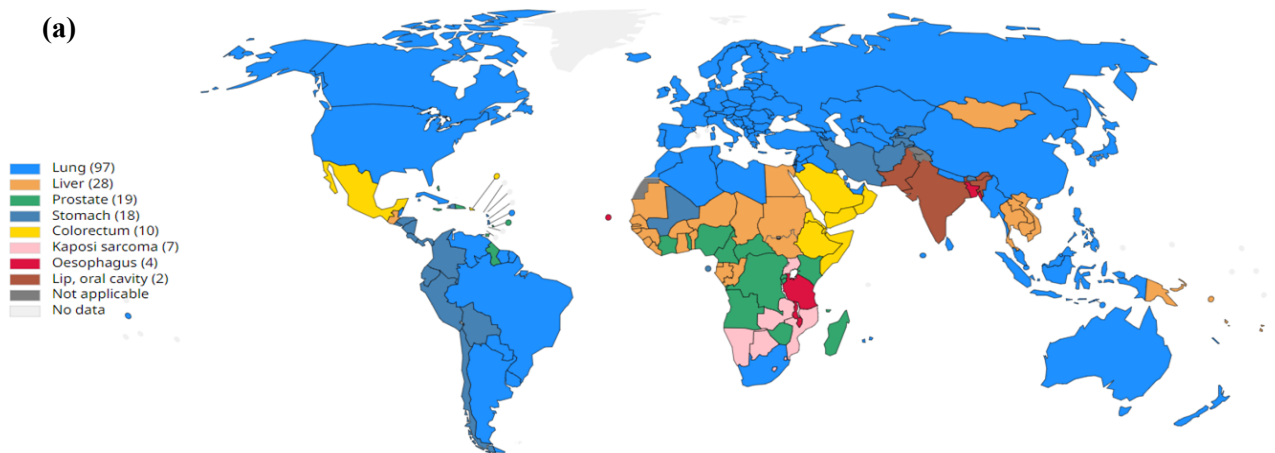 (a)
Lung (97)
Liver (28)
Prostate (19)
Stomach (18)
Colorectum (10)
Kaposi sarcoma (7)
Oesophagus (4)
Lip, oral cavity (2)
Not applicable
No data